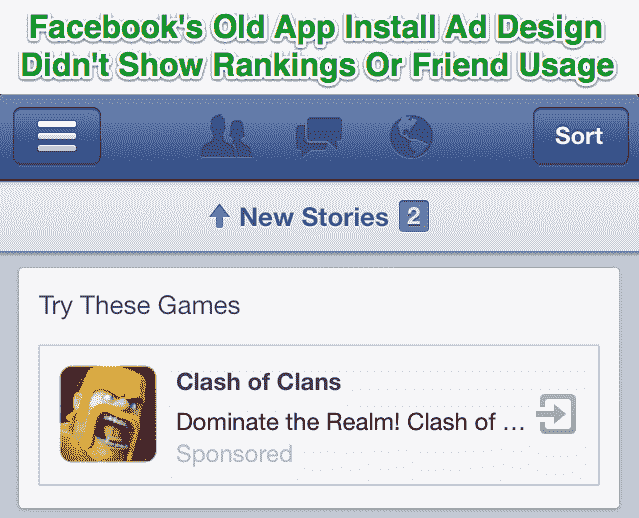 Facebook's Old App Install Ad Design
Didn't Show Rankings Or Friend Usage
Sort
New Stories 2
Try These Games
Clash of Clans
Dominate the Realm! Clash of ...
Sponsored